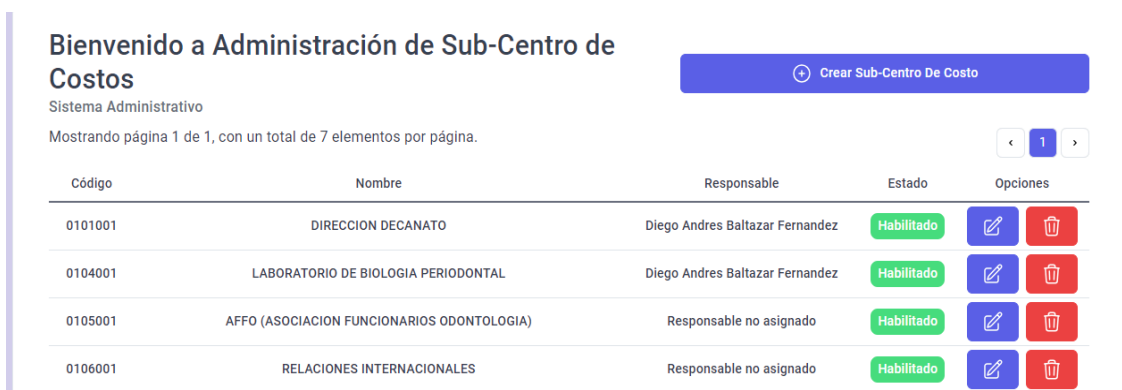 Bienvenido a Administración de Sub-Centro de
Costos
Crear Sub-Centro De Costo
Sistema Administrativo
Mostrando página 1 de 1, con un total de 7 elementos por página.
‹ 1 ›
Código Nombre Responsable Estado Opciones
0101001 DIRECCION DECANATO Diego Andres Baltazar Fernandez Habilitado
0104001 LABORATORIO DE BIOLOGIA PERIODONTAL Diego Andres Baltazar Fernandez Habilitado
0105001 AFFO (ASOCIACION FUNCIONARIOS ODONTOLOGIA) Responsable no asignado Habilitado
0106001 RELACIONES INTERNACIONALES Responsable no asignado Habilitado